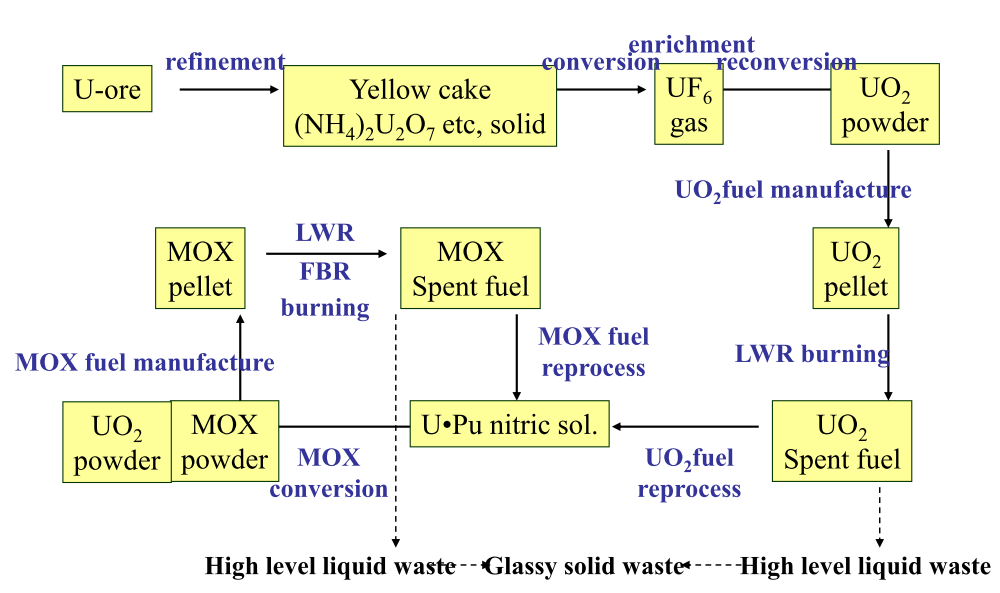 enrichment
refinement
conversion
reconversion
U-ore
Yellow cake
(NH₄)₂U₂O₇ etc, solid
UF₆
gas
UO₂
powder
UO₂fuel manufacture
MOX
pellet
LWR
FBR
burning
MOX
Spent fuel
UO₂
pellet
MOX fuel manufacture
MOX fuel
reprocess
LWR burning
UO₂
powder
MOX
powder
U•Pu nitric sol.
UO₂
Spent fuel
MOX
conversion
UO₂fuel
reprocess
High level liquid waste
Glassy solid waste
High level liquid waste